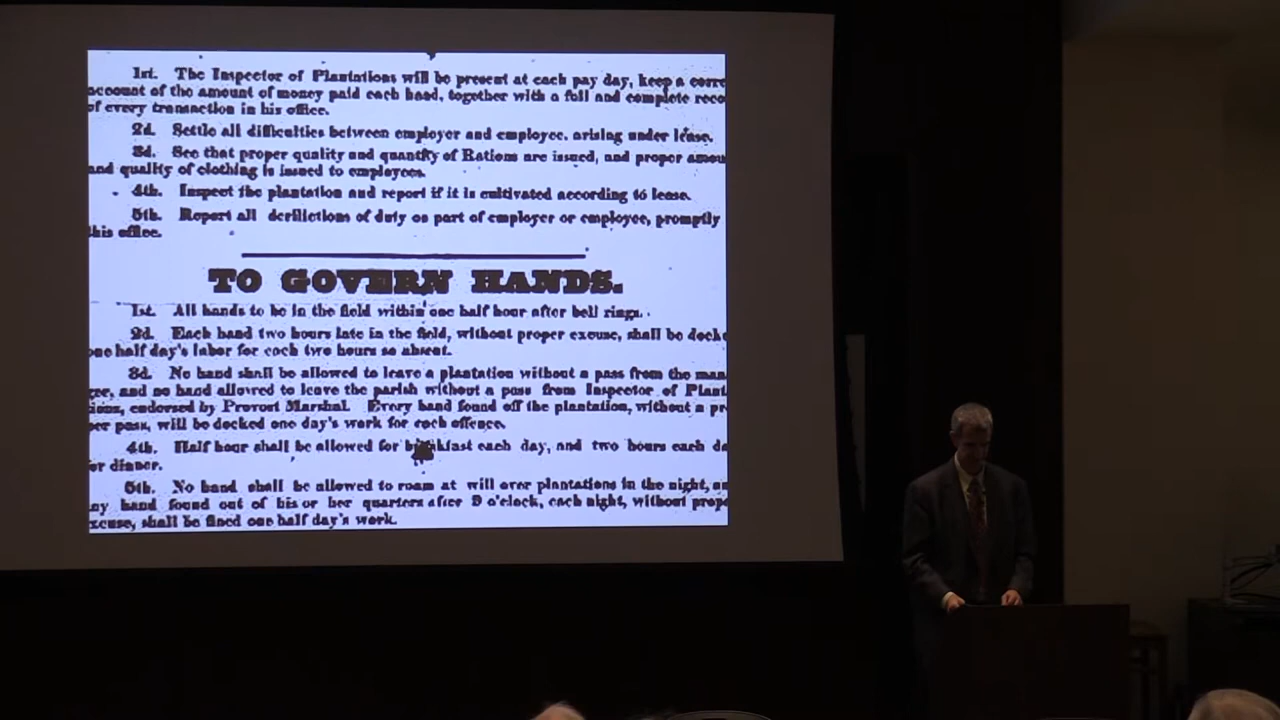 1st. The Inspector of Plantations will be present at each pay day, keep a corre
account of the amount of money paid each hand, together with a full and complete reco
of every transaction in his office.
2d. Settle all difficulties between employer and employee, arising under lease.
3d. See that proper quality and quantity of Rations are issued, and proper amou
and quality of clothing is issued to employees.
4th. Inspect the plantation and report if it is cultivated according to lease.
5th. Report all derilictions of duty on part of employer or employee, promptly
this office.
TO GOVERN HANDS.
1st. All hands to be in the field within one half hour after bell rings.
2d. Each hand two hours late in the field, without proper excuse, shall be docke
one half day's labor for each two hours so absent.
3d. No hand shall be allowed to leave a plantation without a pass from the man
ger, and no hand allowed to leave the parish without a pass from Inspector of Plant
ions, endorsed by Provost Marshal. Every hand found off the plantation, without a pr
per pass, will be docked one day's work for each offence.
4th. Half hour shall be allowed for breakfast each day, and two hours each da
or dinner.
5th. No hand shall be allowed to roam at will over plantations in the night, an
ny hand found out of his or her quarters after 9 o'clock, each night, without prope
xcuse, shall be fined one half day's work.